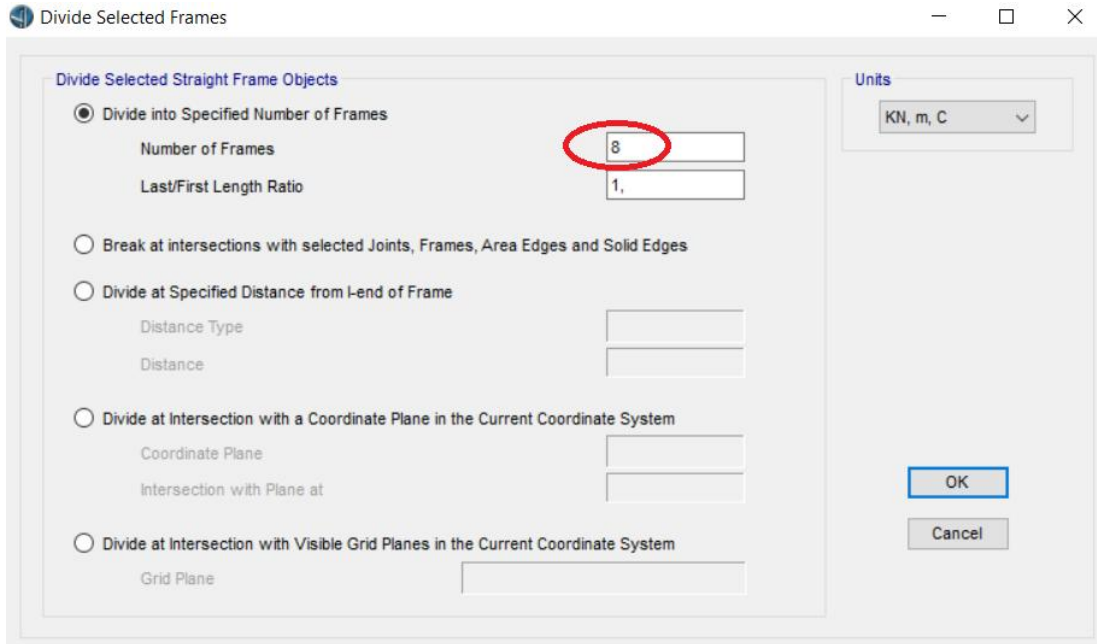 Divide Selected Frames
Divide Selected Straight Frame Objects
Divide into Specified Number of Frames
Number of Frames 8
Last/First Length Ratio 1,
Break at intersections with selected Joints, Frames, Area Edges and Solid Edges
Divide at Specified Distance from I-end of Frame
Distance Type
Distance
Divide at Intersection with a Coordinate Plane in the Current Coordinate System
Coordinate Plane
Intersection with Plane at
Divide at Intersection with Visible Grid Planes in the Current Coordinate System
Grid Plane
Units
KN, m, C
OK
Cancel